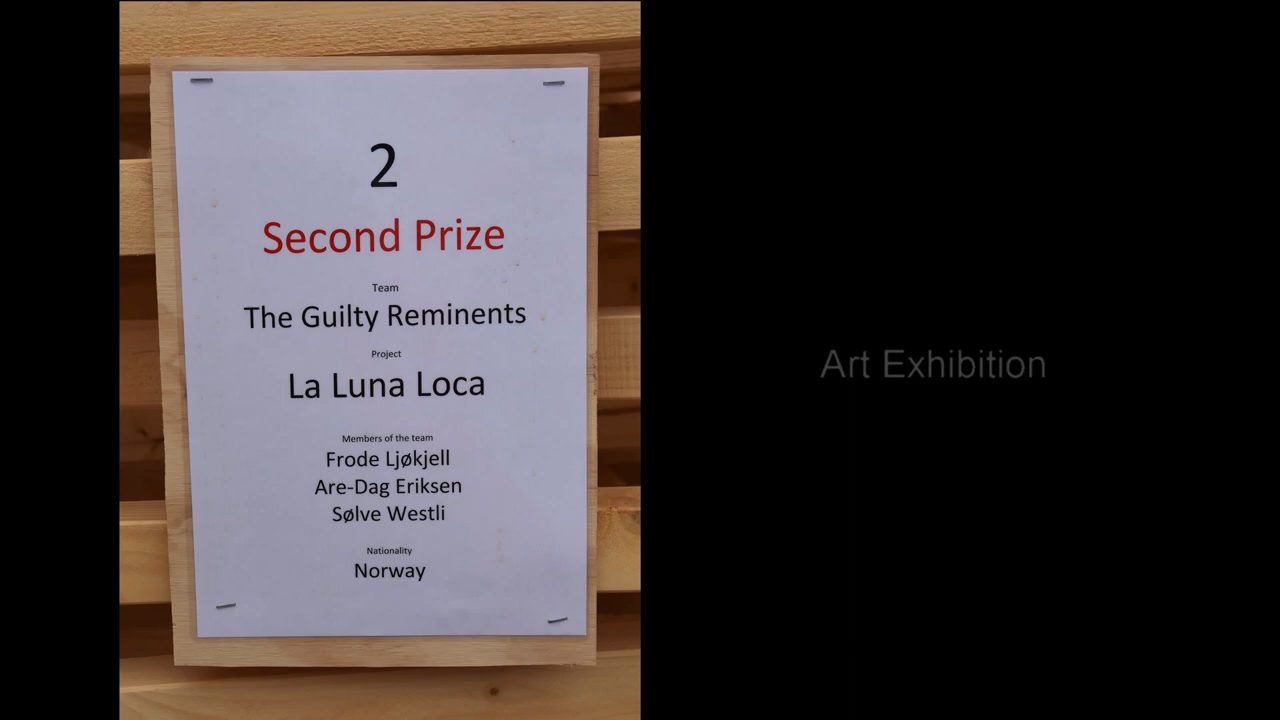 2
Second Prize
Team
The Guilty Reminents
Project
La Luna Loca
Members of the team
Frode Ljøkjell
Are-Dag Eriksen
Sølve Westli
Nationality
Norway
Art Exhibition